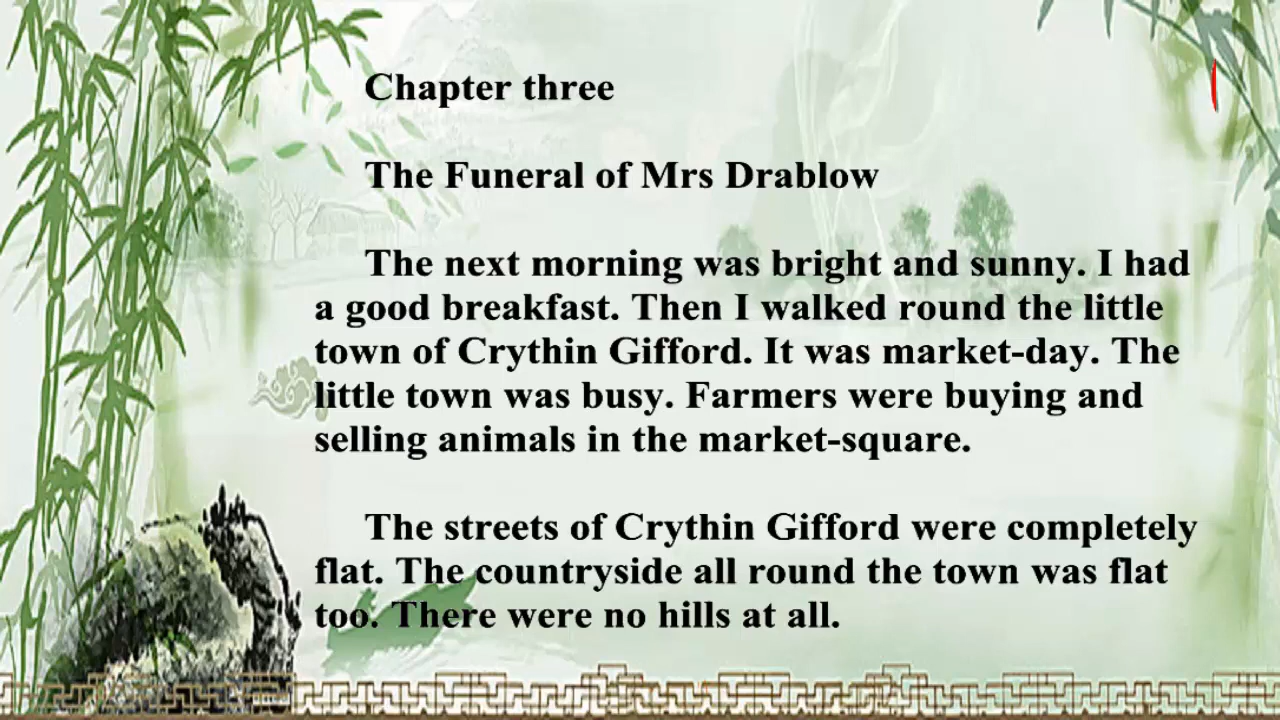 Chapter three
The Funeral of Mrs Drablow
The next morning was bright and sunny. I had
a good breakfast. Then I walked round the little
town of Crythin Gifford. It was market-day. The
little town was busy. Farmers were buying and
selling animals in the market-square.
The streets of Crythin Gifford were completely
flat. The countryside all round the town was flat
too. There were no hills at all.